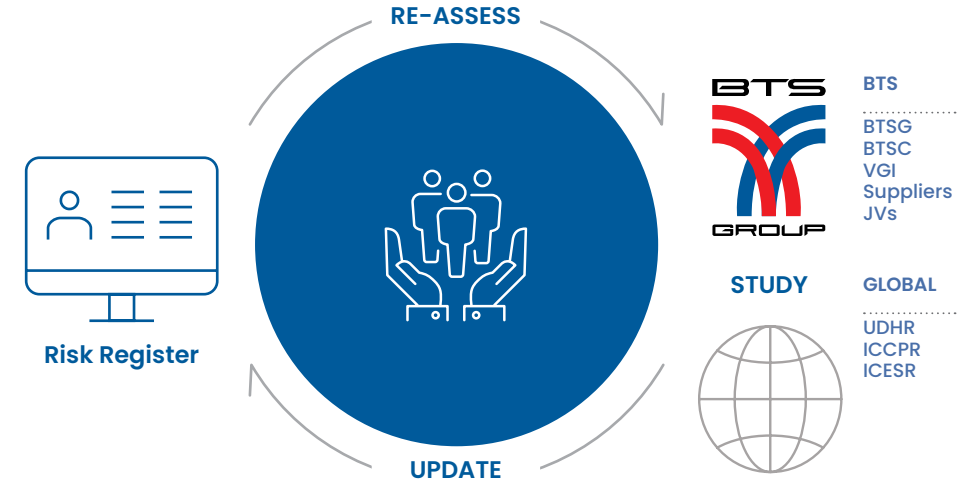 RE-ASSESS
BTS
GROUP
BTS
BTSG
BTSC
VGI
Suppliers
JVs
STUDY
GLOBAL
UDHR
ICCPR
ICESR
Risk Register
UPDATE